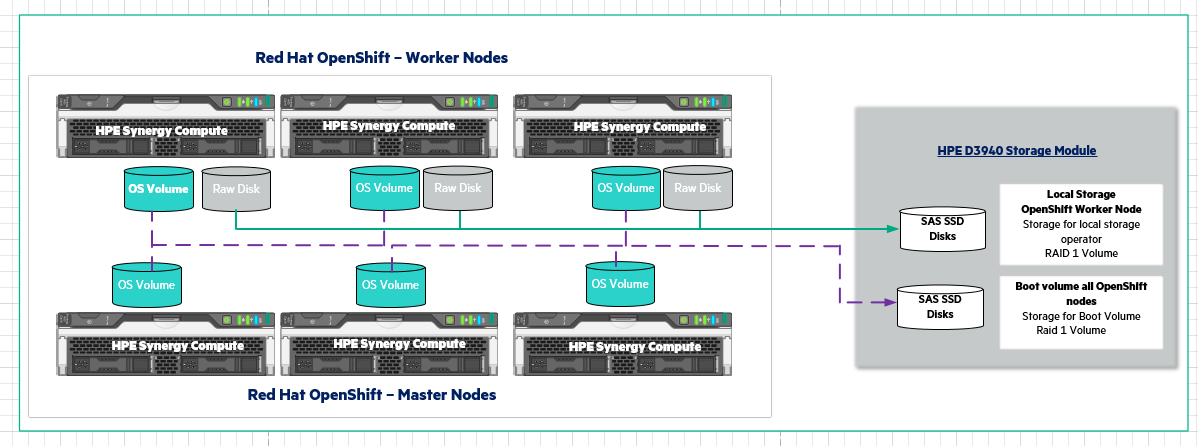 Red Hat OpenShift – Worker Nodes
HPE Synergy Compute
HPE Synergy Compute
HPE Synergy Compute
OS Volume
Raw Disk
OS Volume
Raw Disk
OS Volume
Raw Disk
OS Volume
OS Volume
OS Volume
HPE Synergy Compute
HPE Synergy Compute
HPE Synergy Compute
Red Hat OpenShift – Master Nodes
HPE D3940 Storage Module
SAS SSD
Disks
Local Storage
OpenShift Worker Node
Storage for local storage
operator
RAID 1 Volume
SAS SSD
Disks
Boot volume all OpenShift
nodes
Storage for Boot Volume
Raid 1 Volume